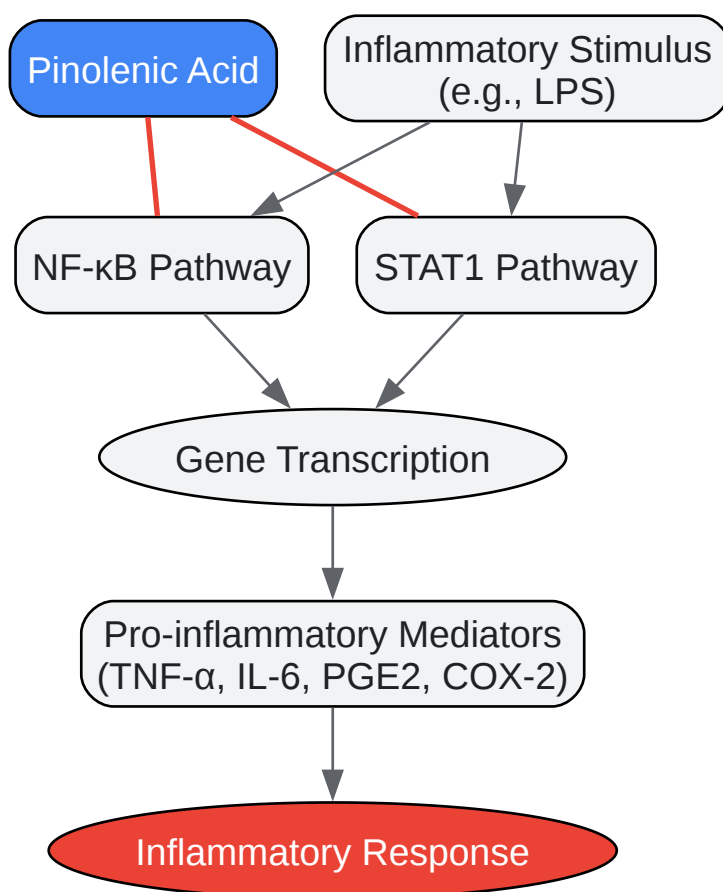 Pinolenic Acid
Inflammatory Stimulus
(e.g., LPS)
NF-κB Pathway
STAT1 Pathway
Gene Transcription
Pro-inflammatory Mediators
(TNF-α, IL-6, PGE2, COX-2)
Inflammatory Response